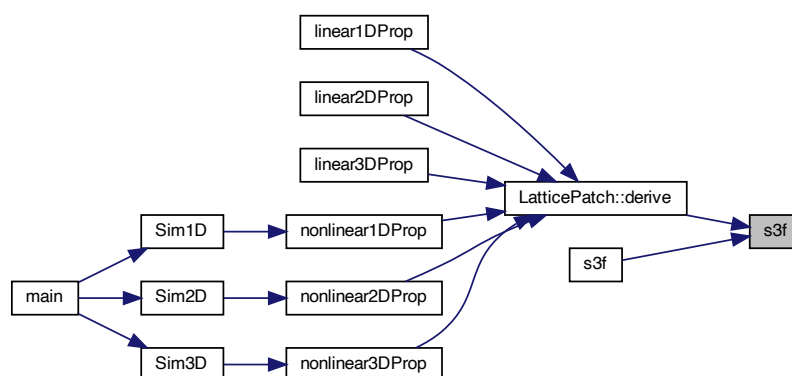 linear1DProp
linear2DProp
linear3DProp
LatticePatch::derive
s3f
Sim1D
nonlinear1DProp
s3f
main
Sim2D
nonlinear2DProp
Sim3D
nonlinear3DProp